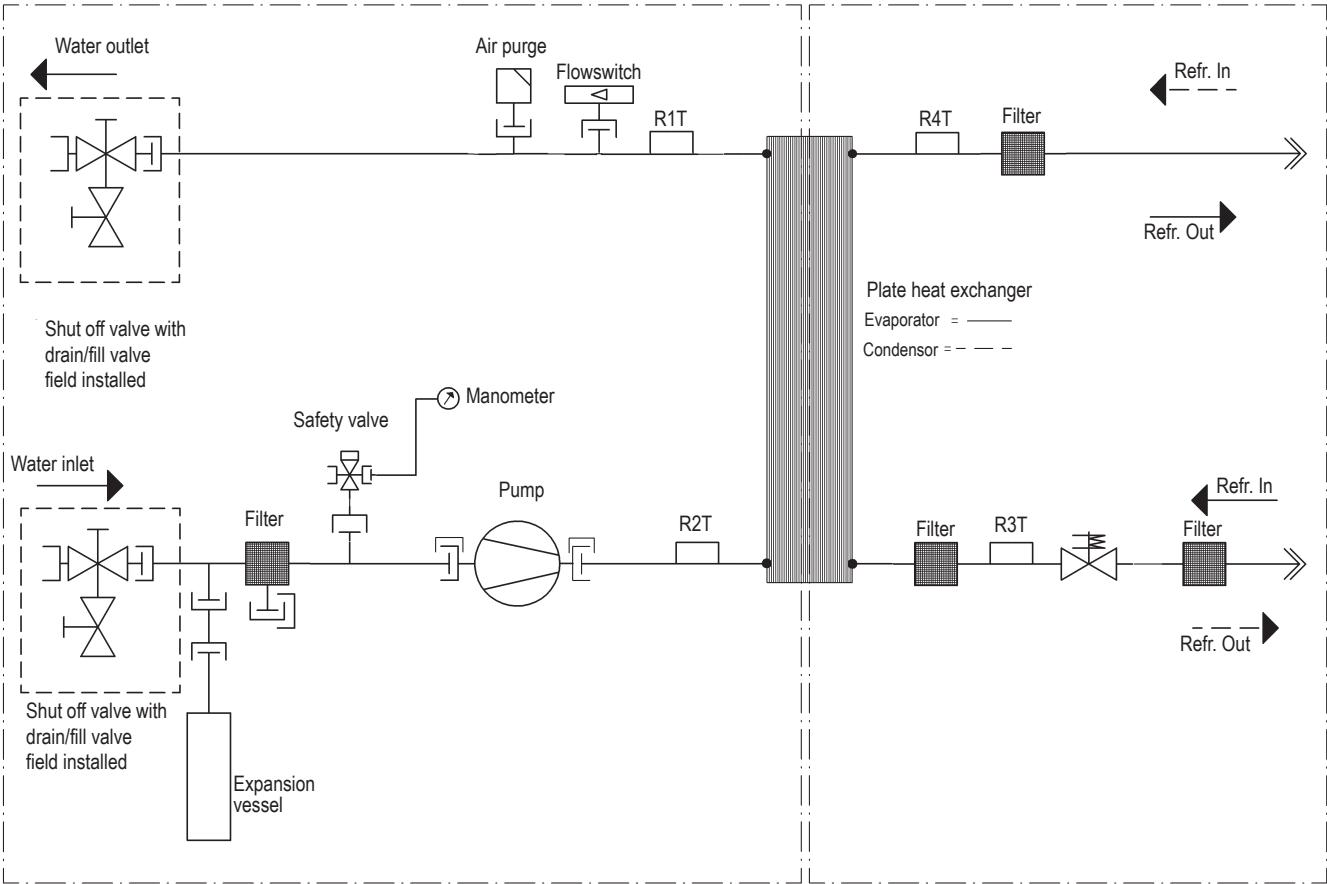 Water outlet
Air purge
Flowswitch
R1T
R4T
Filter
Refr. In
Refr. Out
Shut off valve with
drain/fill valve
field installed
Plate heat exchanger
Evaporator =
Condensor =
Manometer
Safety valve
Water inlet
Filter
Pump
R2T
Filter
R3T
Filter
Refr. In
Refr. Out
Shut off valve with
drain/fill valve
field installed
Expansion
vessel